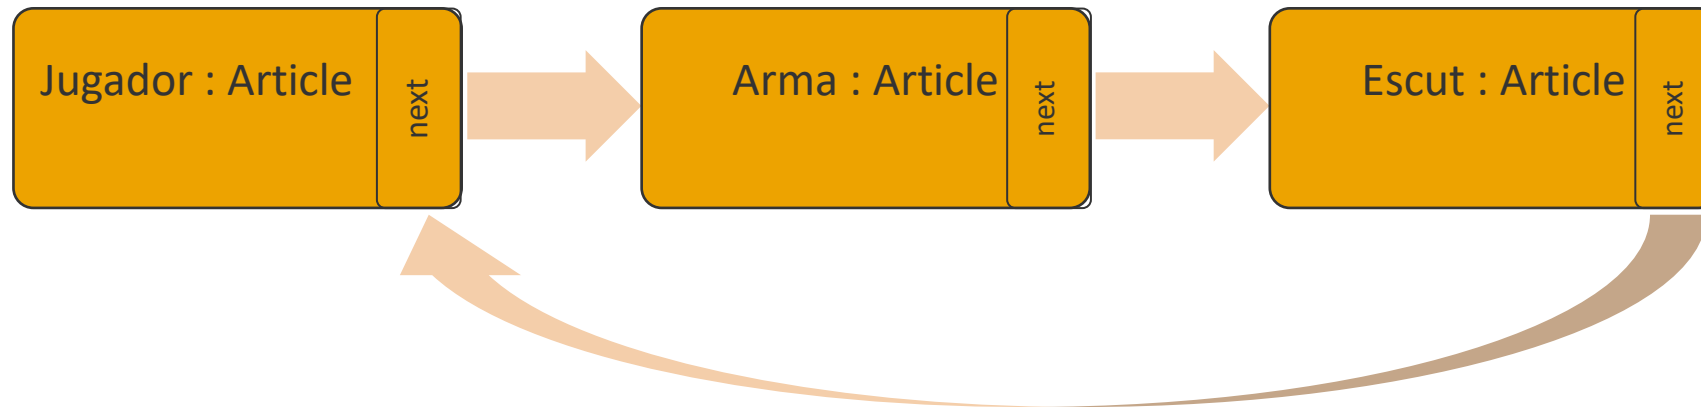 Jugador : Article
next
Arma : Article
next
Escut : Article
next